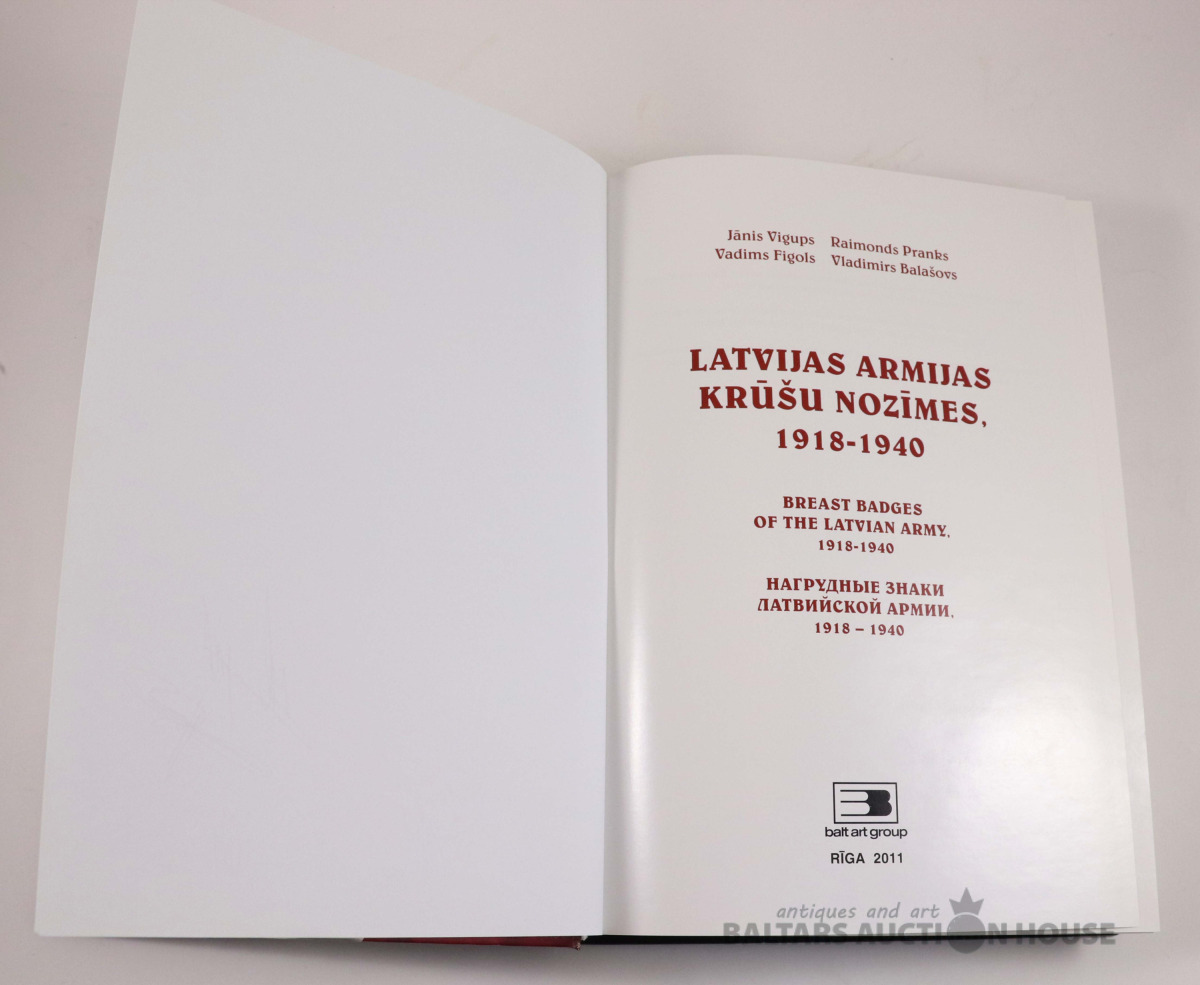 Jānis Vigups Raimonds Pranks
Vadims Figols Vladimirs Balašovs
LATVIJAS ARMIJAS
KRŪŠU NOZĪMES,
1918-1940
BREAST BADGES
OF THE LATVIAN ARMY,
1918-1940
НАГРУДНЫЕ ЗНАКИ
ЛАТВИЙСКОЙ АРМИИ,
1918 – 1940
balt art group
RĪGA 2011
antiques and art
BALTARS AUCTION HOUSE